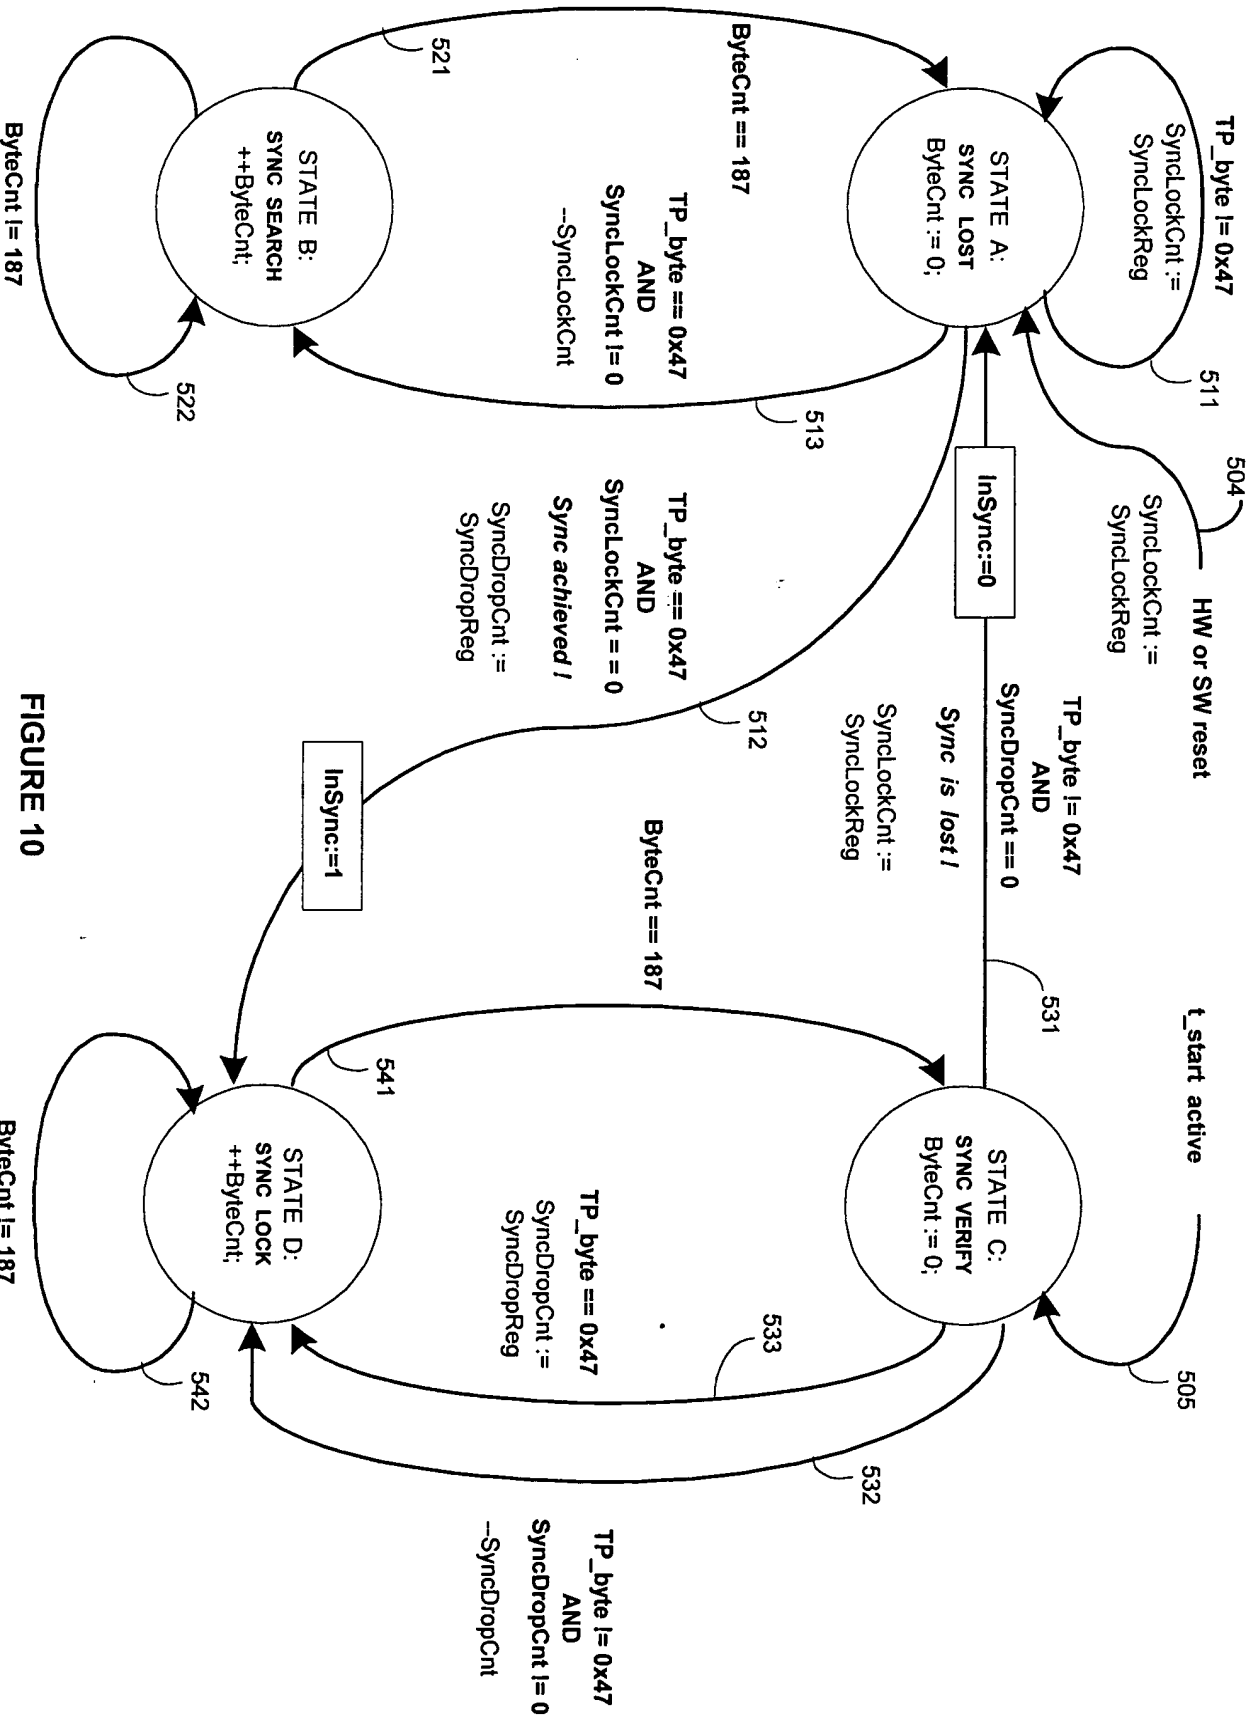 TP_byte != 0x47
SyncLockCnt :=
SyncLockReg
511
504
HW or SW reset
SyncLockCnt :=
SyncLockReg
t_start active
505
STATE A:
SYNC LOST
ByteCnt := 0;
InSync:=0
TP_byte != 0x47
AND
SyncDropCnt == 0
Sync is lost !
SyncLockCnt :=
SyncLockReg
531
STATE C:
SYNC VERIFY
ByteCnt := 0;
ByteCnt == 187
521
TP_byte == 0x47
AND
SyncLockCnt != 0
--SyncLockCnt
513
TP_byte == 0x47
AND
SyncLockCnt = = 0
Sync achieved !
SyncDropCnt :=
SyncDropReg
512
InSync:=1
ByteCnt == 187
541
TP_byte == 0x47
SyncDropCnt :=
SyncDropReg
533
532
TP_byte != 0x47
AND
SyncDropCnt != 0
--SyncDropCnt
STATE B:
SYNC SEARCH
++ByteCnt;
522
ByteCnt != 187
STATE D:
SYNC LOCK
++ByteCnt;
542
ByteCnt != 187
FIGURE 10